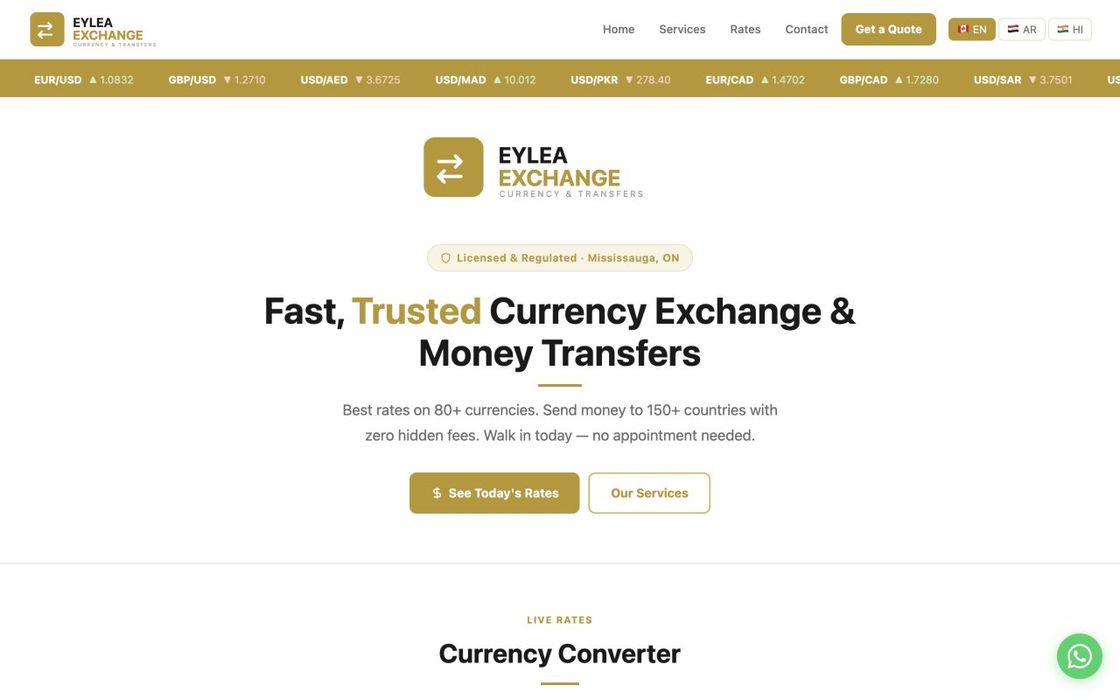 EYLEA
EXCHANGE
CURRENCY & TRANSFERS
Home Services Rates Contact Get a Quote EN AR HI
EUR/USD ▲ 1.0832 GBP/USD ▼ 1.2710 USD/AED ▼ 3.6725 USD/MAD ▲ 10.012 USD/PKR ▼ 278.40 EUR/CAD ▲ 1.4702 GBP/CAD ▲ 1.7280 USD/SAR ▼ 3.7501 US
EYLEA
EXCHANGE
CURRENCY & TRANSFERS
Licensed & Regulated · Mississauga, ON
Fast, Trusted Currency Exchange &
Money Transfers
Best rates on 80+ currencies. Send money to 150+ countries with
zero hidden fees. Walk in today — no appointment needed.
$ See Today's Rates Our Services
LIVE RATES
Currency Converter